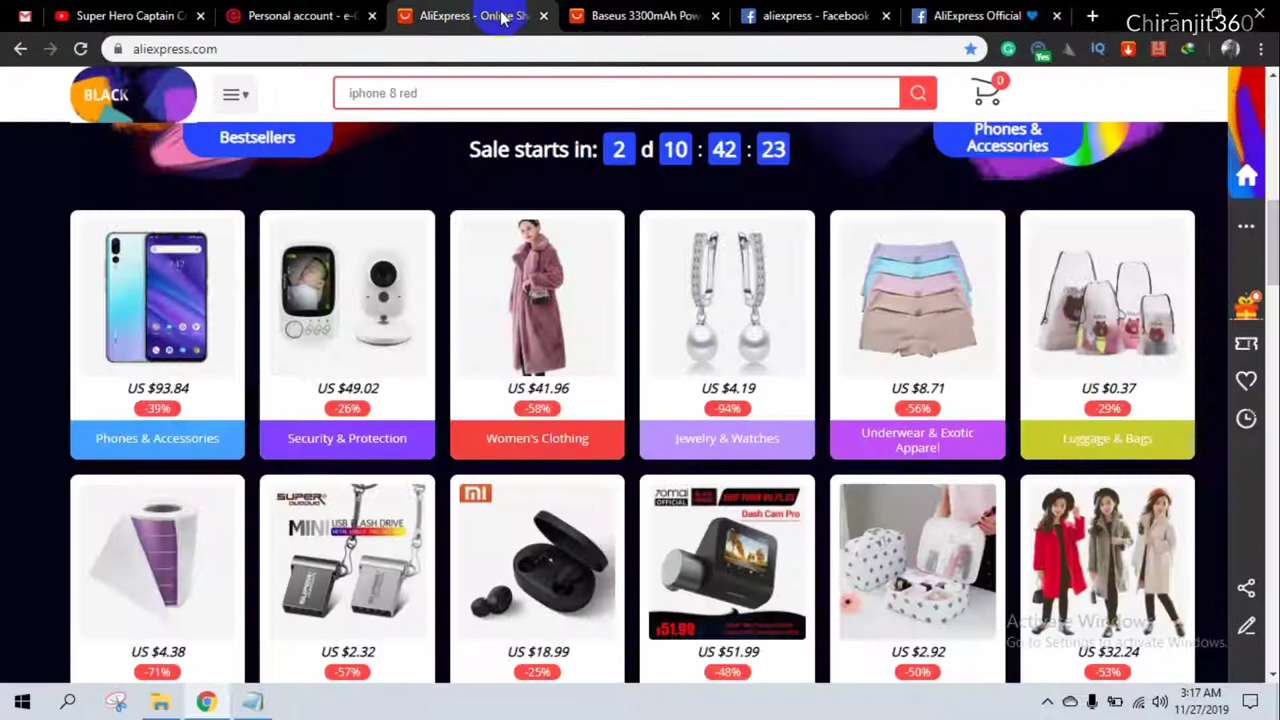 Super Hero Captain C
Personal account - e-
AliExpress - Online Sh
Baseus 3300mAh Pow
aliexpress - Facebook
AliExpress Official 💙
Chiranjit360
aliexpress.com
Yes
IQ
BLACK
iphone 8 red
0
Bestsellers
Sale starts in: 2 d 10 : 42 : 23
Phones &
Accessories
US $93.84
-39%
Phones & Accessories
US $49.02
-26%
Security & Protection
US $41.96
-58%
Women's Clothing
US $4.19
-94%
Jewelry & Watches
US $8.71
-56%
Underwear & Exotic
Apparel
US $0.37
-29%
Luggage & Bags
US $4.38
-71%
MINI USB FLASH DRIVE
US $2.32
-57%
mi
US $18.99
-25%
70mai
OFFICIAL
Dash Cam Pro
$51.99
US $51.99
-48%
US $2.92
-50%
US $32.24
-53%
Activate Windows
Go to Settings to activate Windows.
3:17 AM
11/27/2019